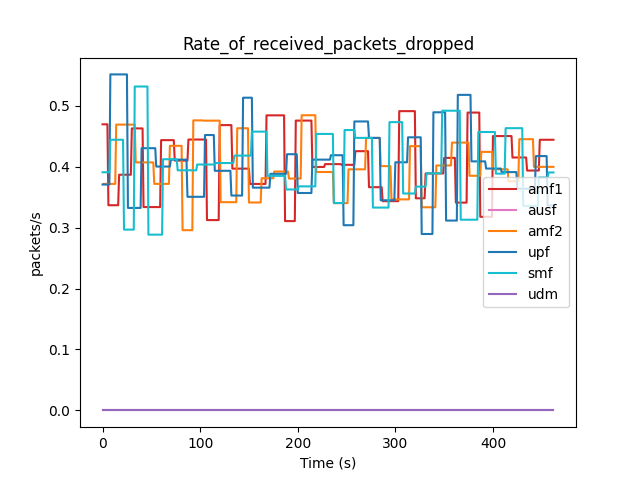 Rate_of_received_packets_dropped
packets/s
0.5
0.4
0.3
0.2
0.1
0.0
0
100
200
300
400
Time (s)
amf1
ausf
amf2
upf
smf
udm